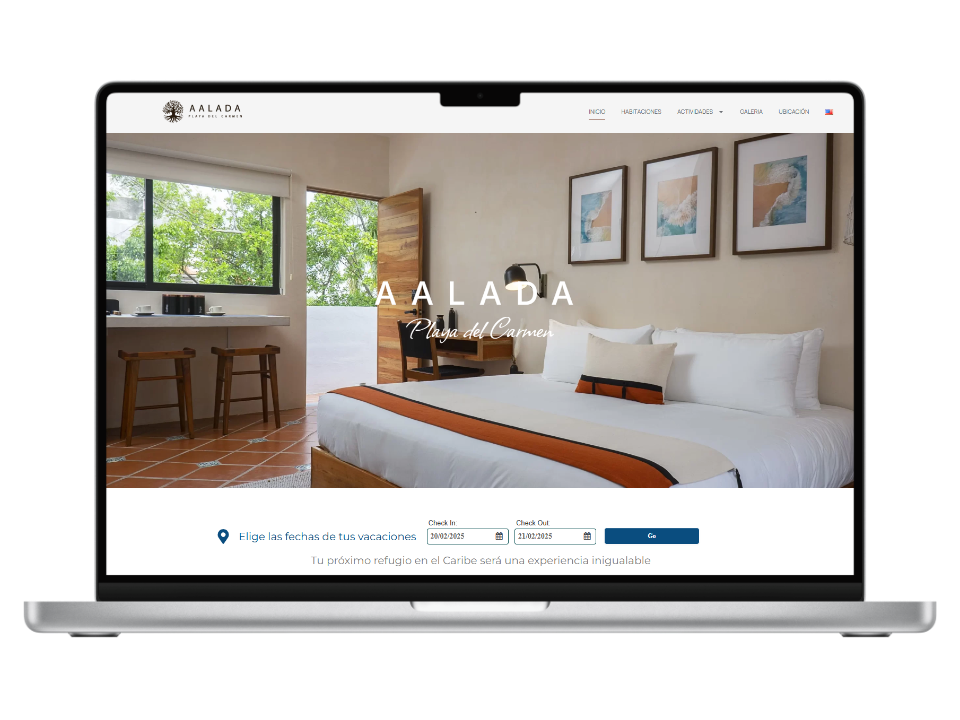 AALADA
PLAYA DEL CARMEN
INICIO HABITACIONES ACTIVIDADES GALERIA UBICACIÓN
AALADA
Playa del Carmen
Elige las fechas de tus vacaciones
Check In:
20/02/2025
Check Out:
21/02/2025
Go
Tu próximo refugio en el Caribe será una experiencia inigualable